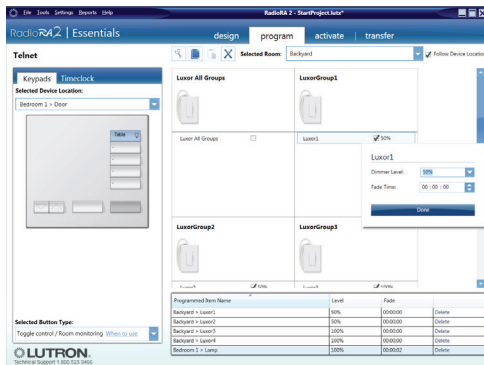 File Tools Settings Reports Help
RadioRA 2 - StartProject.lutx*
RadioRA 2 | Essentials
design program activate transfer
Telnet
Selected Room: Backyard
Follow Device Location
Keypads Timeclock
Selected Device Location:
Bedroom 1 > Door
Table
Luxor All Groups
LuxorGroup1
Luxor All Groups
Luxor1 50%
Luxor1
Dimmer Level: 50%
Fade Time: 00 : 00 : 00
Done
LuxorGroup2
LuxorGroup3
Programmed Item Name Level Fade
Backyard > Luxor1 50% 00:00:00 Delete
Backyard > Luxor2 50% 00:00:00 Delete
Backyard > Luxor3 100% 00:00:00 Delete
Backyard > Luxor4 100% 00:00:00 Delete
Bedroom 1 > Lamp 100% 00:00:02 Delete
Selected Button Type:
Toggle control / Room monitoring When to use
LUTRON.
Technical Support 1.800.523.9466